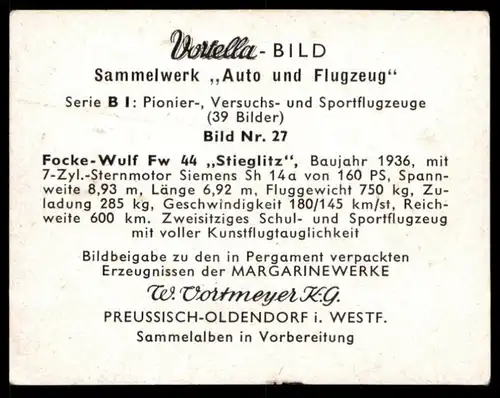 Vortella - BILD
Sammelwerk „Auto und Flugzeug"
Serie B I: Pionier-, Versuchs- und Sportflugzeuge
(39 Bilder)
Bild Nr. 27
Focke-Wulf Fw 44 „Stieglitz", Baujahr 1936, mit
7-Zyl.-Sternmotor Siemens Sh 14a von 160 PS, Spann-
weite 8,93 m, Länge 6,92 m, Fluggewicht 750 kg, Zu-
ladung 285 kg, Geschwindigkeit 180/145 km/st, Reich-
weite 600 km. Zweisitziges Schul- und Sportflugzeug
mit voller Kunstflugtauglichkeit
Bildbeigabe zu den in Pergament verpackten
Erzeugnissen der MARGARINEWERKE
W. Vortmeyer K.G.
PREUSSISCH-OLDENDORF i. WESTF.
Sammelalben in Vorbereitung